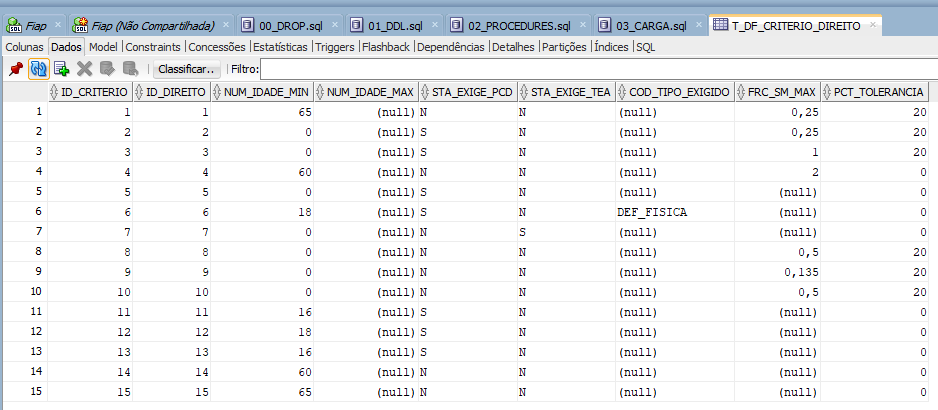 Fiap Fiap (Não Compartilhada) 00_DROP.sql 01_DDL.sql 02_PROCEDURES.sql 03_CARGA.sql T_DF_CRITERIO_DIREITO
Colunas Dados Model Constraints Concessões Estatísticas Triggers Flashback Dependências Detalhes Partições Índices SQL
Classificar.. Filtro:
ID_CRITERIO ID_DIREITO NUM_IDADE_MIN NUM_IDADE_MAX STA_EXIGE_PCD STA_EXIGE_TEA COD_TIPO_EXIGIDO FRC_SM_MAX PCT_TOLERANCIA
1 1 1 65 (null) N N (null) 0,25 20
2 2 2 0 (null) S N (null) 0,25 20
3 3 3 0 (null) S N (null) 1 20
4 4 4 60 (null) N N (null) 2 0
5 5 5 0 (null) S N (null) (null) 0
6 6 6 18 (null) S N DEF_FISICA (null) 0
7 7 7 0 (null) N S (null) (null) 0
8 8 8 0 (null) N N (null) 0,5 20
9 9 9 0 (null) N N (null) 0,135 20
10 10 10 0 (null) N N (null) 0,5 20
11 11 11 16 (null) S N (null) (null) 0
12 12 12 18 (null) S N (null) (null) 0
13 13 13 16 (null) S N (null) (null) 0
14 14 14 60 (null) N N (null) (null) 0
15 15 15 65 (null) N N (null) (null) 0